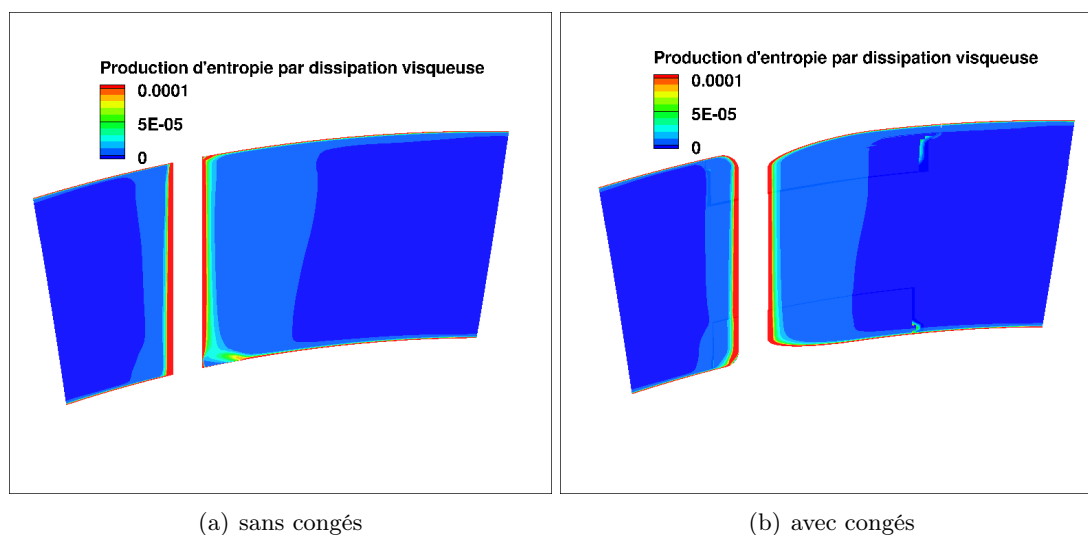 Production d'entropie par dissipation visqueuse
0.0001
5E-05
0
Production d'entropie par dissipation visqueuse
0.0001
5E-05
0
(a) sans congés
(b) avec congés